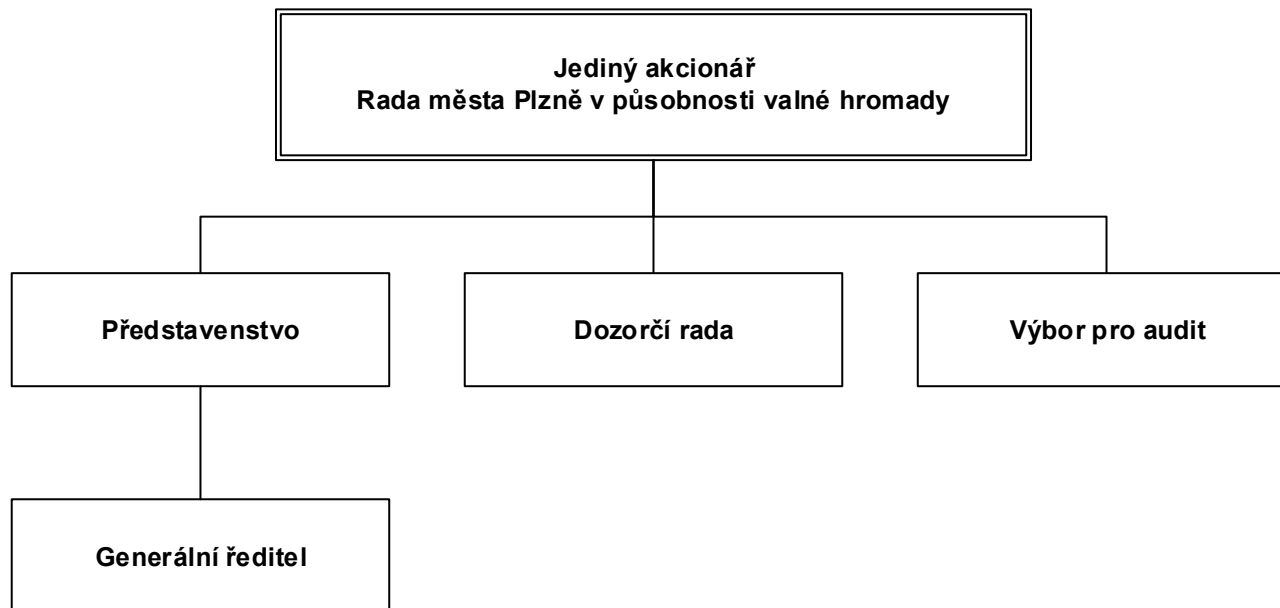 Jediný akcionář
Rada města Plzně v působnosti valné hromady
Představenstvo
Dozorčí rada
Výbor pro audit
Generální ředitel